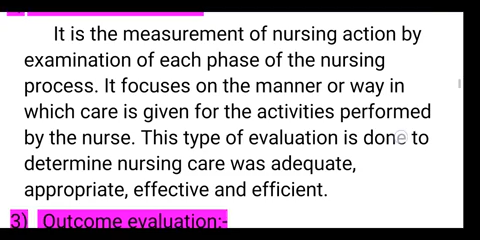 It is the measurement of nursing action by
examination of each phase of the nursing
process. It focuses on the manner or way in
which care is given for the activities performed
by the nurse. This type of evaluation is done to
determine nursing care was adequate,
appropriate, effective and efficient.
3) Outcome evaluation:-